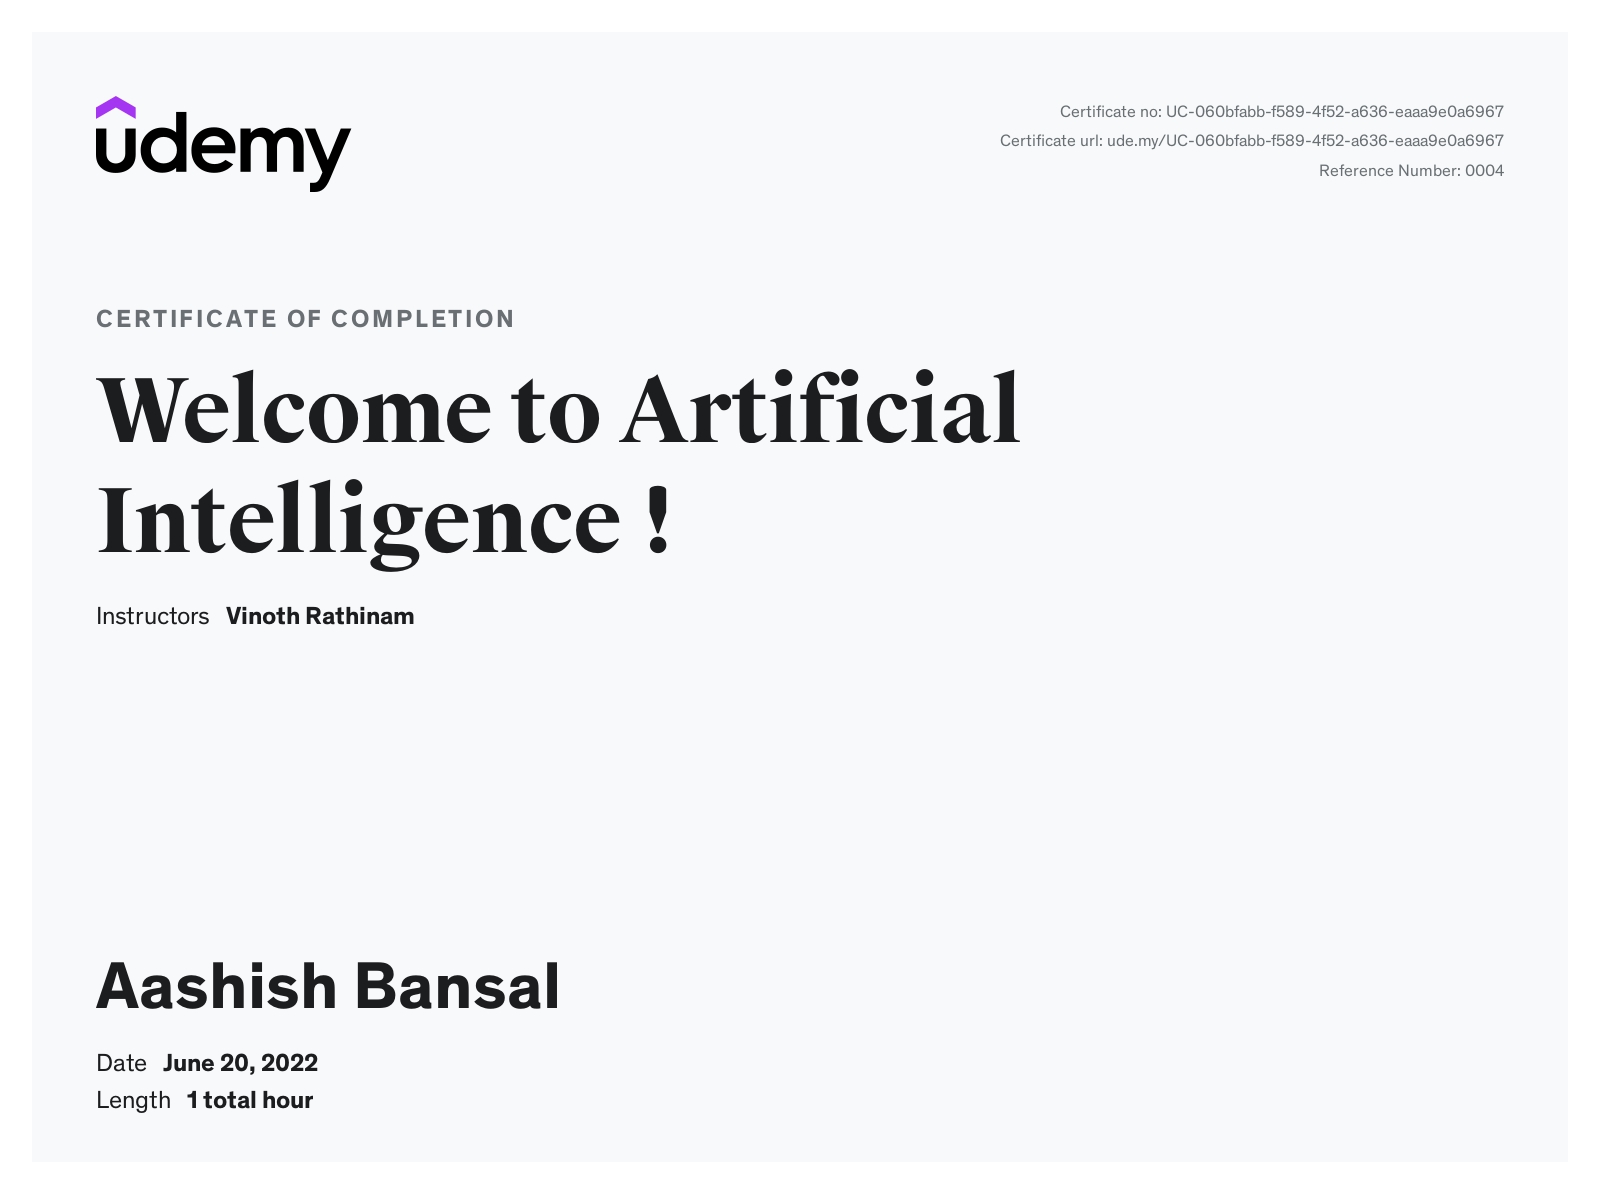 udemy
Certificate no: UC-060bfabb-f589-4f52-a636-eaaa9e0a6967
Certificate url: ude.my/UC-060bfabb-f589-4f52-a636-eaaa9e0a6967
Reference Number: 0004
CERTIFICATE OF COMPLETION
Welcome to Artificial
Intelligence !
Instructors Vinoth Rathinam
Aashish Bansal
Date June 20, 2022
Length 1 total hour